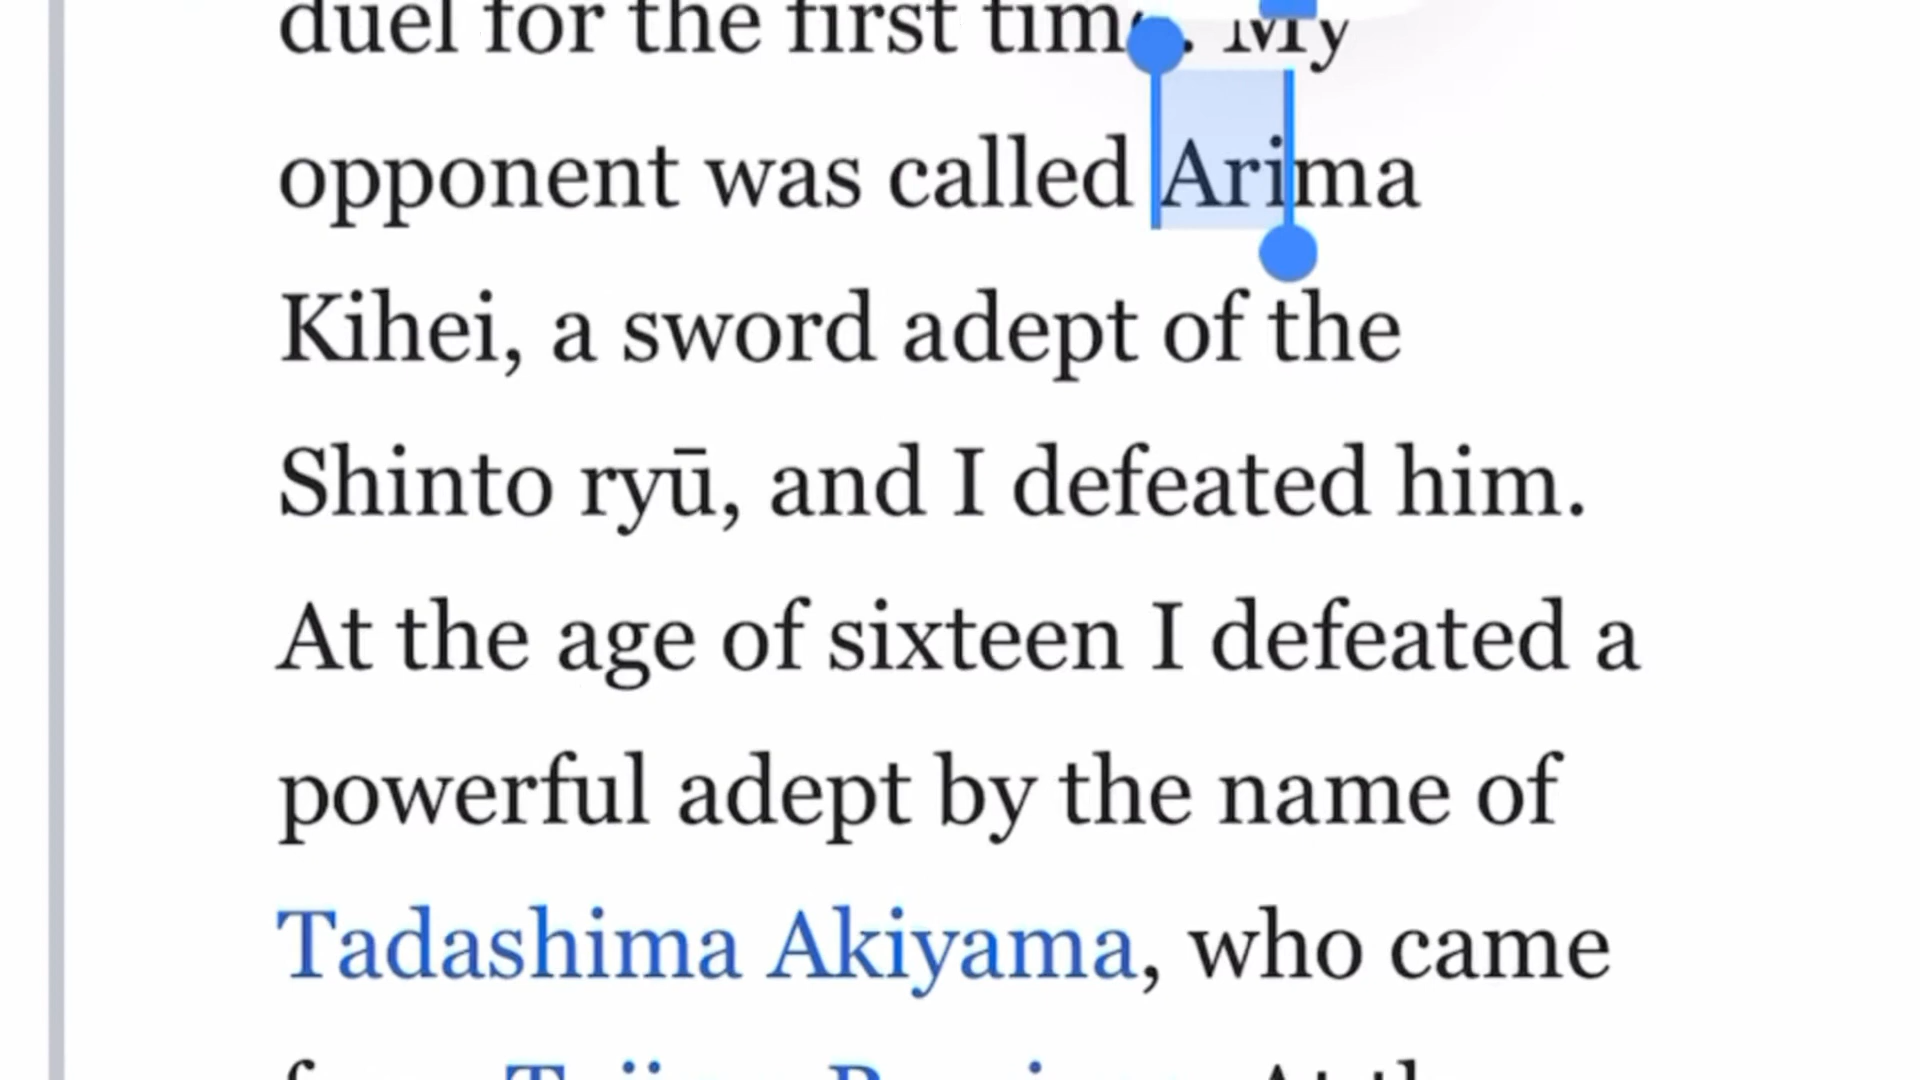 duel for the first time. My
opponent was called Arima
Kihei, a sword adept of the
Shinto ryū, and I defeated him.
At the age of sixteen I defeated a
powerful adept by the name of
Tadashima Akiyama, who came